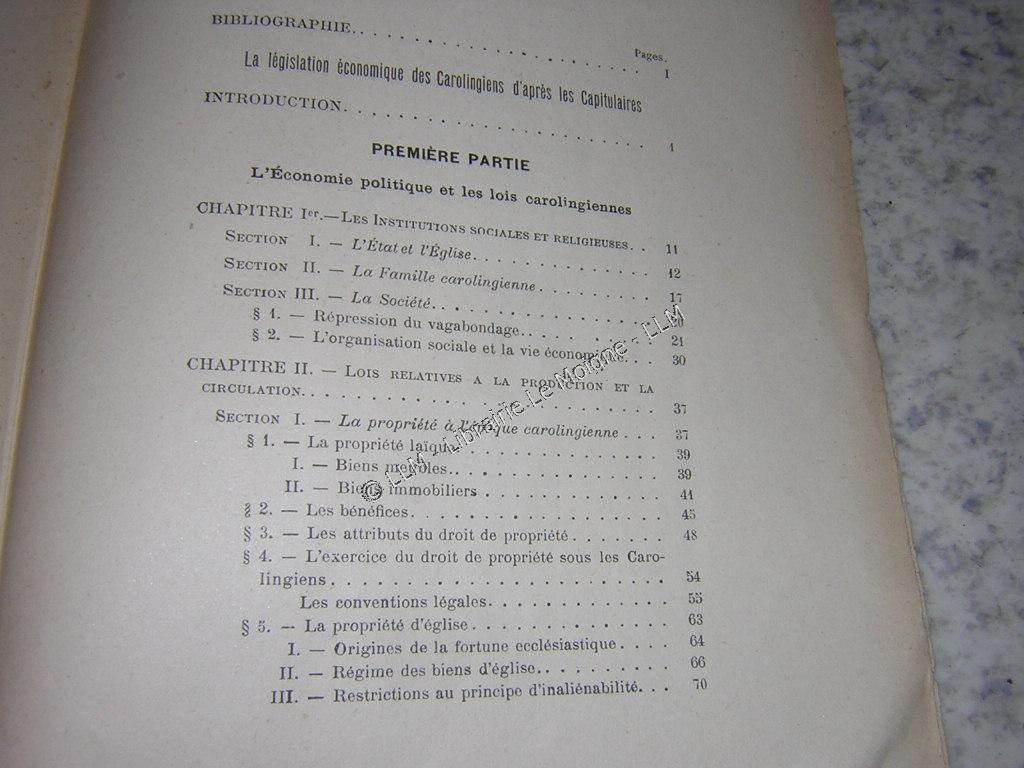 BIBLIOGRAPHIE. . . . . . . . . . . . . . . . . . .
Pages.
I
La législation économique des Carolingiens d'après les Capitulaires
INTRODUCTION. . . . . . . . . . . . . . . . . . . 1
PREMIÈRE PARTIE
L'Économie politique et les lois carolingiennes
CHAPITRE Ier.—LES INSTITUTIONS SOCIALES ET RELIGIEUSES. . 11
SECTION I. — L'État et l'Église. . . . . . . . . . . . 12
SECTION II. — La Famille carolingienne . . . . . . . . 17
SECTION III. — La Société. . . . . . . . . . . . . . 20
§ 1. — Répression du vagabondage. . . . . . . . . . 21
§ 2. — L'organisation sociale et la vie économique. . . 30
CHAPITRE II. — LOIS RELATIVES A LA PRODUCTION ET LA
CIRCULATION. . . . . . . . . . . . . . . . . . . 37
SECTION I. — La propriété à l'époque carolingienne . . . 37
§ 1. — La propriété laïque. . . . . . . . . . . . . 39
I. — Biens meubles. . . . . . . . . . . . . 39
II. — Biens immobiliers . . . . . . . . . . . 41
§ 2. — Les bénéfices. . . . . . . . . . . . . . . 45
§ 3. — Les attributs du droit de propriété . . . . . . . 48
§ 4. — L'exercice du droit de propriété sous les Caro-
lingiens . . . . . . . . . . . . . . . . . . . 54
Les conventions légales. . . . . . . . . . . 55
§ 5. — La propriété d'église . . . . . . . . . . . . 63
I. — Origines de la fortune ecclésiastique . . . . 64
II. — Régime des biens d'église. . . . . . . . . 66
III. — Restrictions au principe d'inaliénabilité. . . 70
© LLM - Librairie Le Moigne - LLM